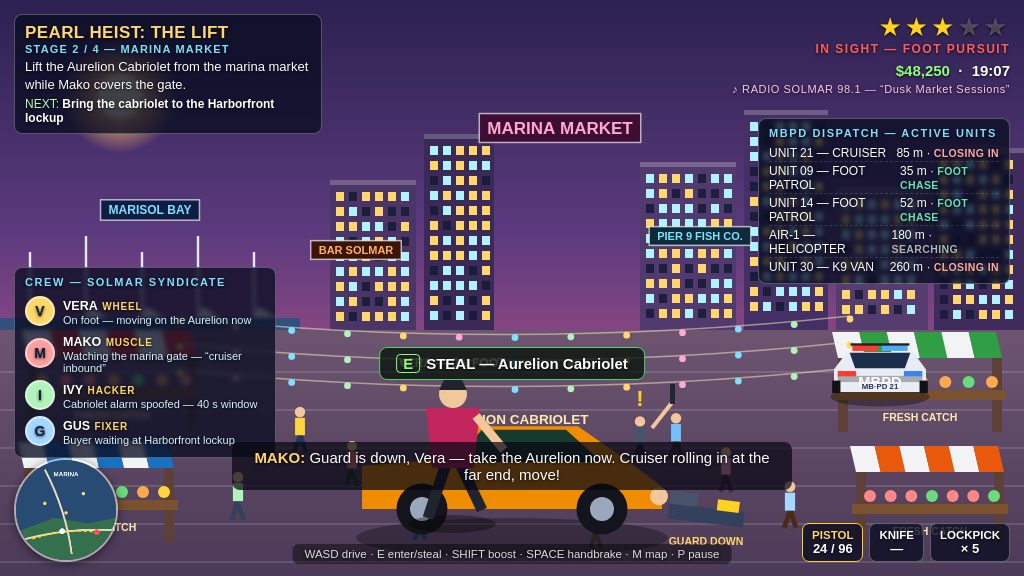 PEARL HEIST: THE LIFT
STAGE 2 / 4 — MARINA MARKET
Lift the Aurelion Cabriolet from the marina market
while Mako covers the gate.
NEXT: Bring the cabriolet to the Harborfront
lockup
★★★★★
IN SIGHT — FOOT PURSUIT
$48,250 · 19:07
♪ RADIO SOLMAR 98.1 — “Dusk Market Sessions”
MBPD DISPATCH — ACTIVE UNITS
UNIT 21 — CRUISER 85 m · CLOSING IN
UNIT 09 — FOOT PATROL 35 m · FOOT CHASE
UNIT 14 — FOOT PATROL 52 m · FOOT CHASE
AIR-1 — HELICOPTER 180 m · SEARCHING
UNIT 30 — K9 VAN 260 m · CLOSING IN
MARINA MARKET
MARISOL BAY
BAR SOLMAR
PIER 9 FISH CO.
CREW — SOLMAR SYNDICATE
V VERA WHEEL
On foot — moving on the Aurelion now
M MAKO MUSCLE
Watching the marina gate — “cruiser
inbound”
I IVY HACKER
Cabriolet alarm spoofed — 40 s window
G GUS FIXER
Buyer waiting at Harborfront lockup
E STEAL — Aurelion Cabriolet
ION CABRIOLET
!
MBPD
MB-PD 21
FRESH CATCH
MAKO: Guard is down, Vera — take the Aurelion now. Cruiser rolling in at the
far end, move!
MARINA
TCH
GUARD DOWN
FRESH CATCH
WASD drive · E enter/steal · SHIFT boost · SPACE handbrake · M map · P pause
PISTOL
24 / 96
KNIFE
—
LOCKPICK
× 5